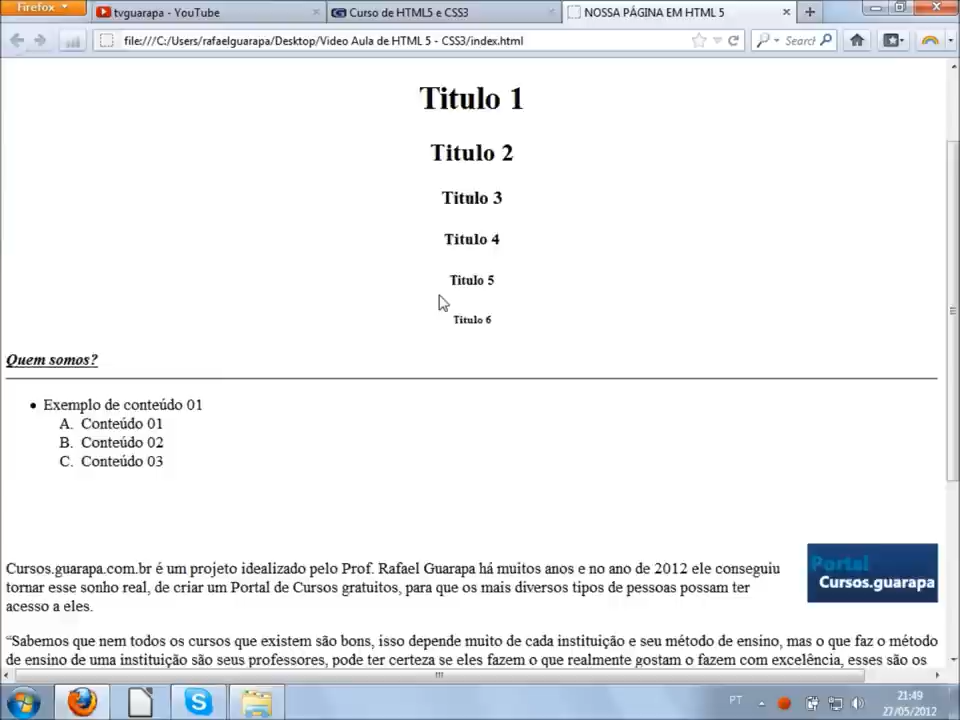 Firefox
tvguarapa - YouTube
Curso de HTML5 e CSS3
NOSSA PÁGINA EM HTML 5
file:///C:/Users/rafaelguarapa/Desktop/Video Aula de HTML 5 - CSS3/index.html
Search
Titulo 1
Titulo 2
Titulo 3
Titulo 4
Titulo 5
Titulo 6
Quem somos?
Exemplo de conteúdo 01
A. Conteúdo 01
B. Conteúdo 02
C. Conteúdo 03
Portal
Cursos.guarapa
Cursos.guarapa.com.br é um projeto idealizado pelo Prof. Rafael Guarapa há muitos anos e no ano de 2012 ele conseguiu
tornar esse sonho real, de criar um Portal de Cursos gratuitos, para que os mais diversos tipos de pessoas possam ter
acesso a eles.
“Sabemos que nem todos os cursos que existem são bons, isso depende muito de cada instituição e seu método de ensino, mas o que faz o método
de ensino de uma instituição são seus professores, pode ter certeza se eles fazem o que realmente gostam o fazem com excelência, esses são os
PT
21:49
27/05/2012